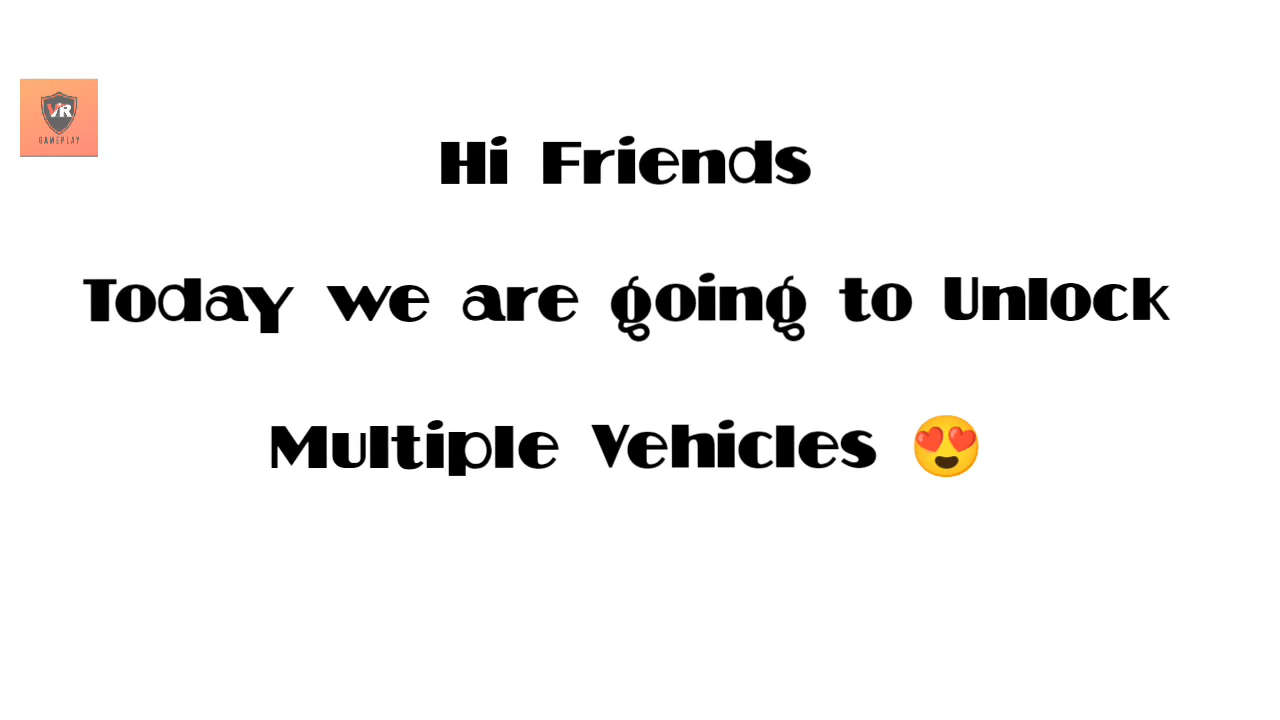 VR
GAMEPLAY
Hi Friends
Today we are going to Unlock
Multiple Vehicles 😍